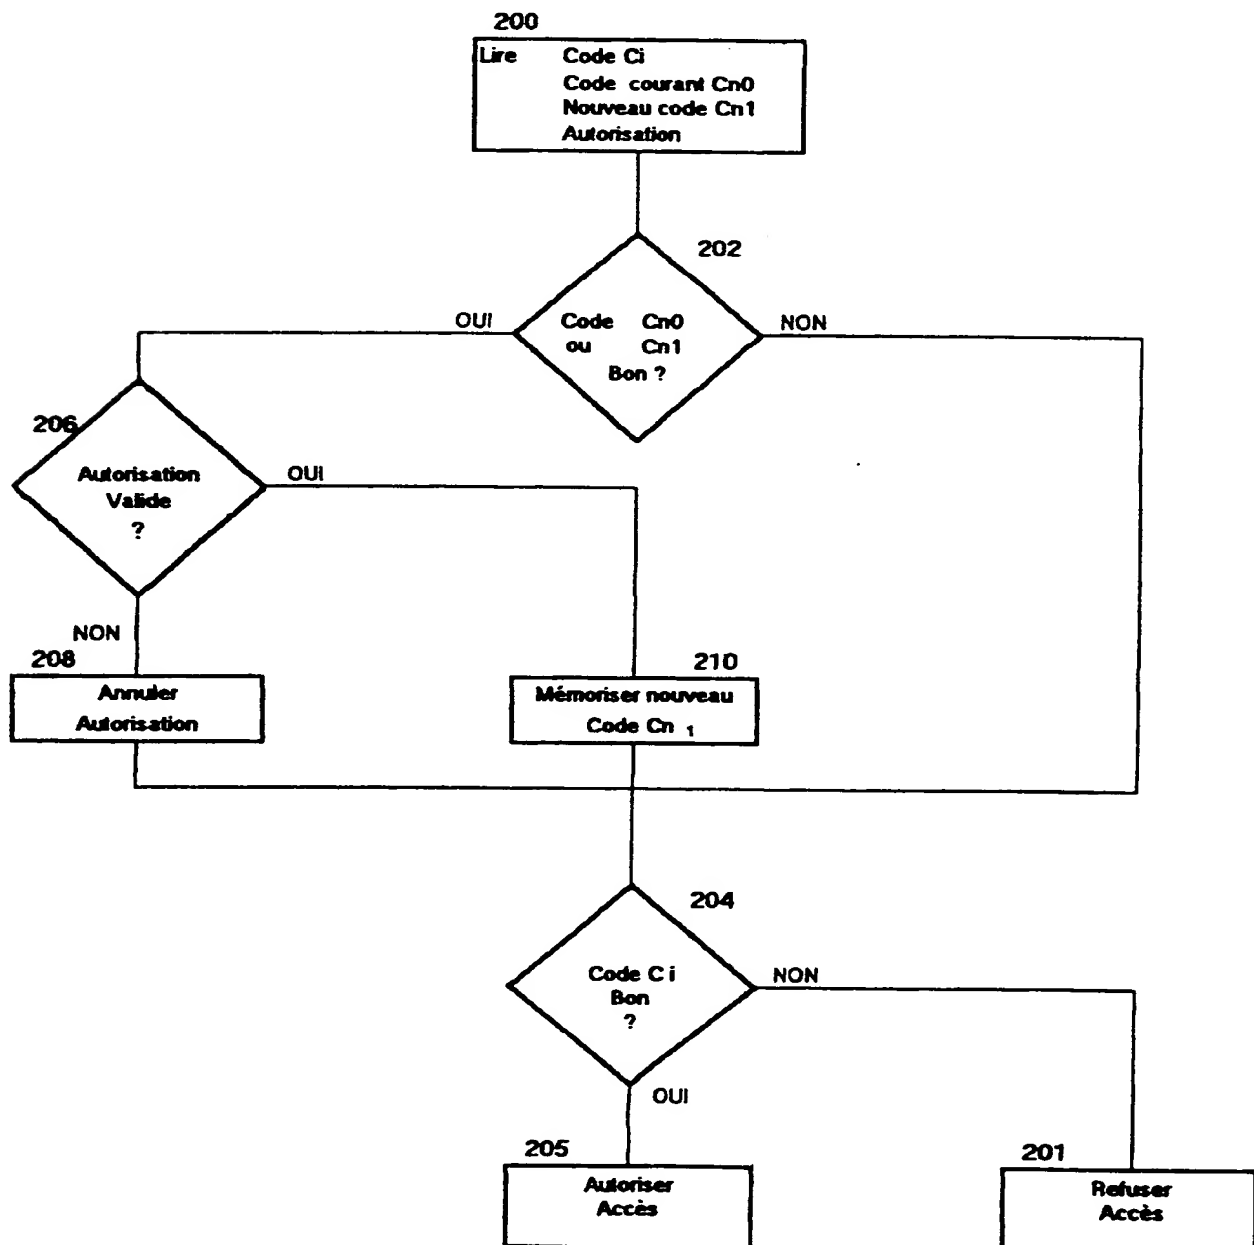 200
Lire Code Ci
Code courant Cn0
Nouveau code Cn1
Autorisation
202
OUI
Code Cn0
ou Cn1
Bon ?
NON
206
Autorisation
Valide
?
OUI
NON
208
Annuler
Autorisation
210
Mémoriser nouveau
Code Cn 1
204
Code C i
Bon
?
NON
OUI
205
Autoriser
Accès
201
Refuser
Accès